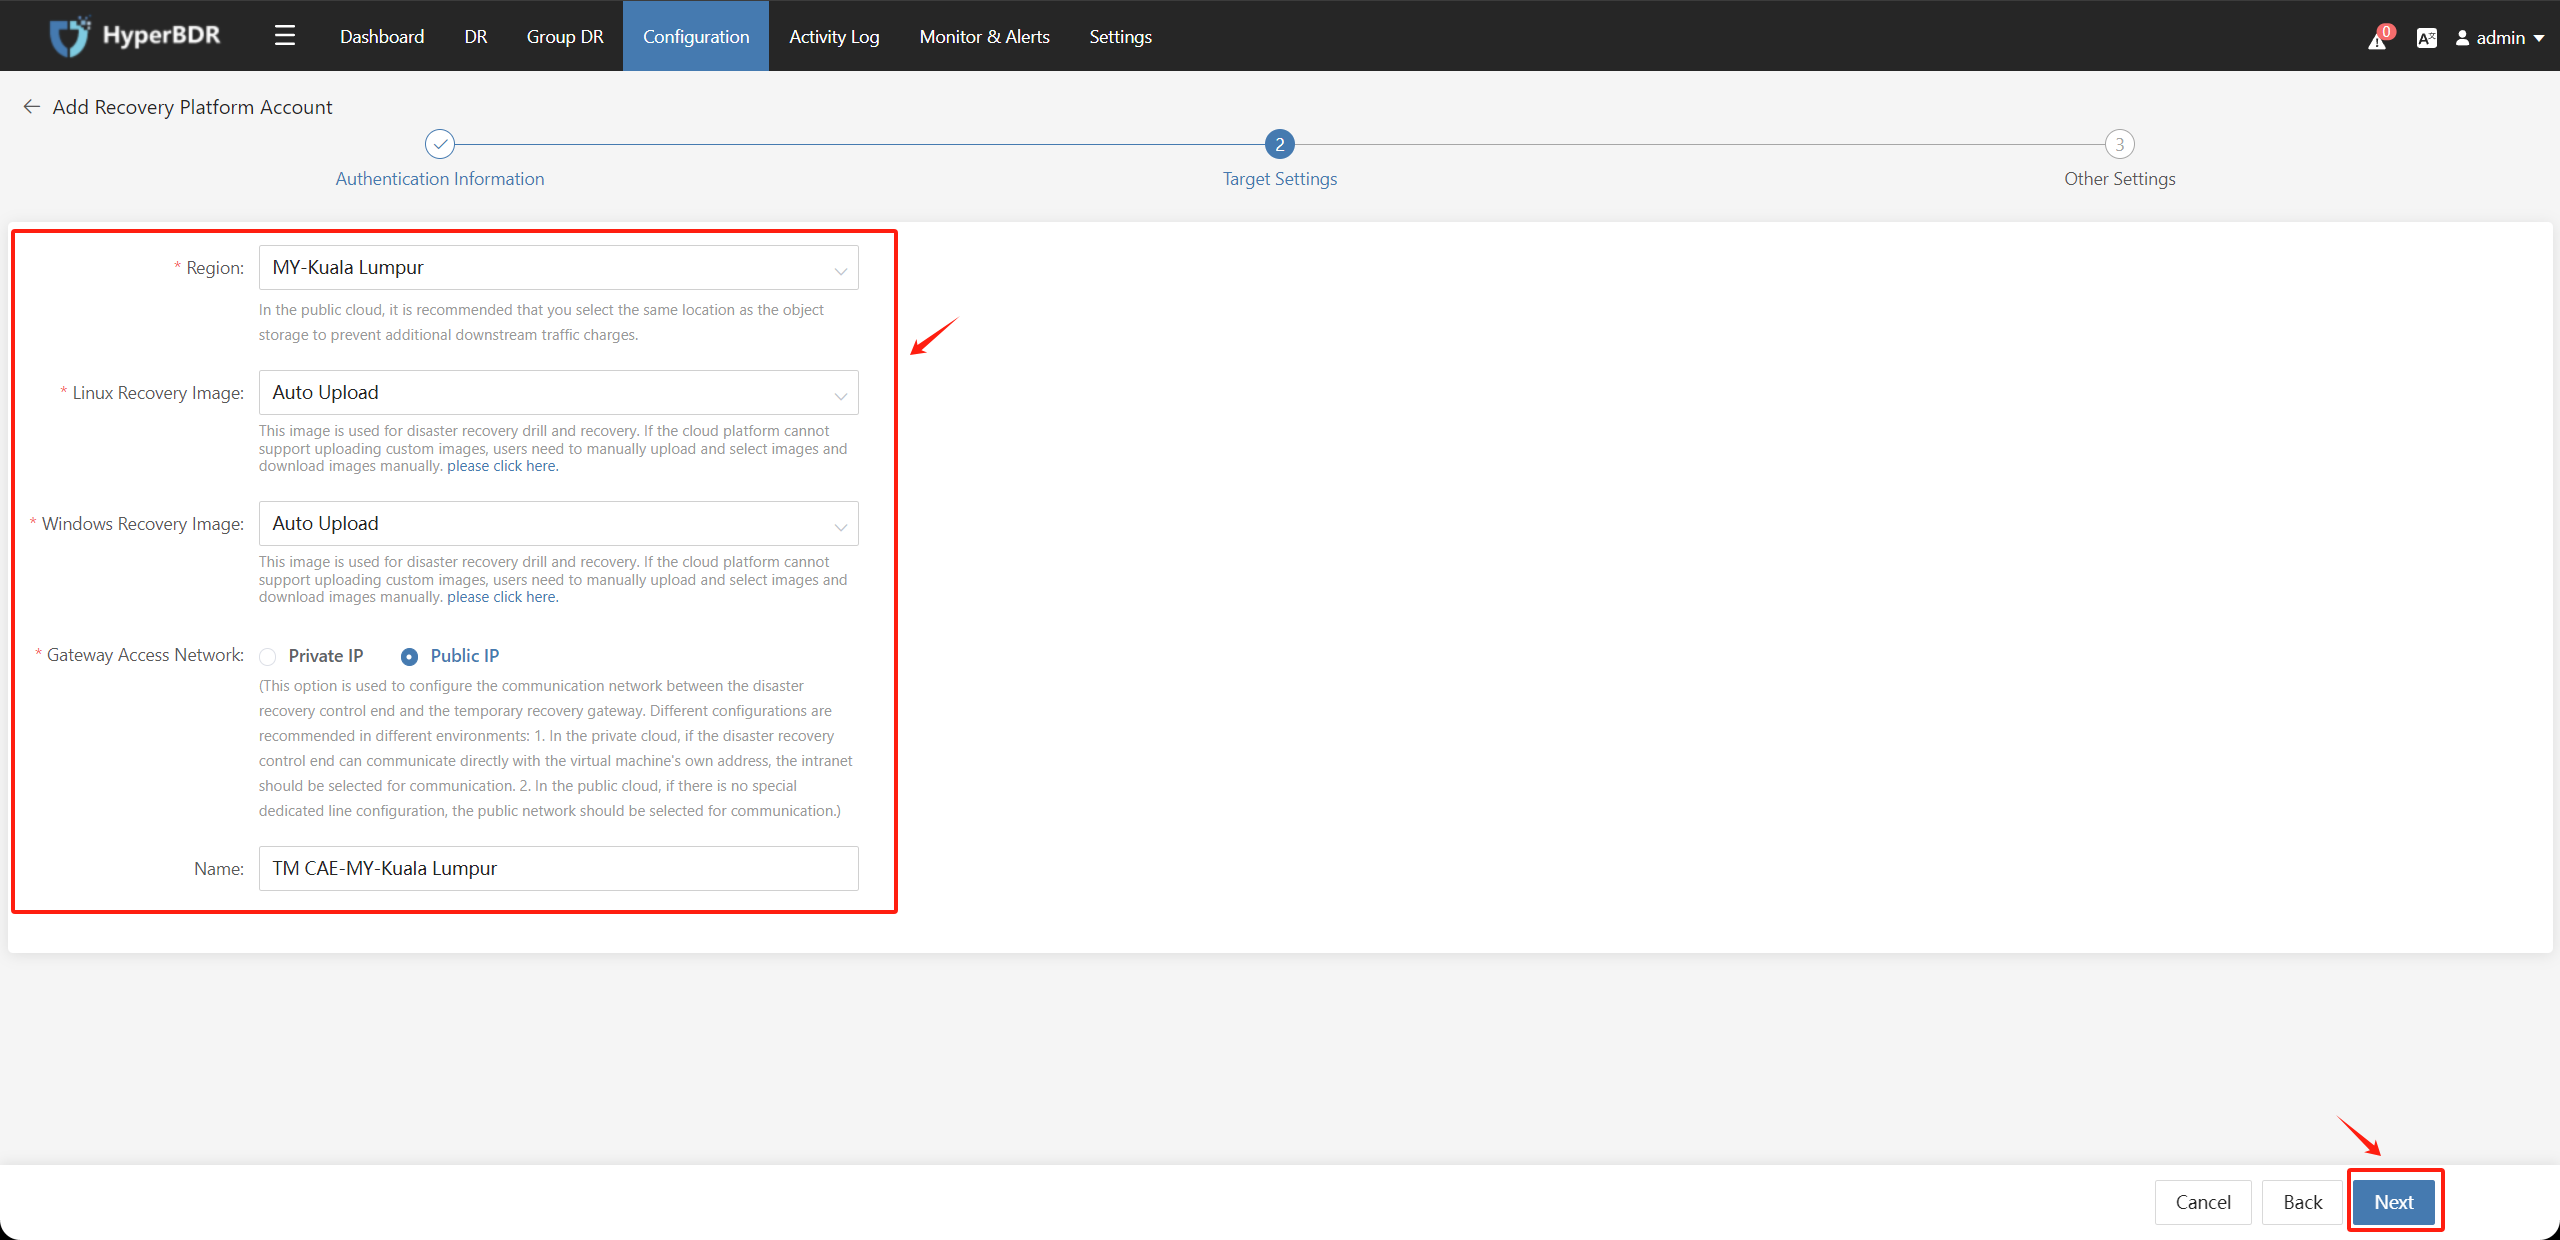 HyperBDR
Dashboard
DR
Group DR
Configuration
Activity Log
Monitor & Alerts
Settings
0
admin
Add Recovery Platform Account
Authentication Information
2
Target Settings
3
Other Settings
* Region:
MY-Kuala Lumpur
In the public cloud, it is recommended that you select the same location as the object
storage to prevent additional downstream traffic charges.
* Linux Recovery Image:
Auto Upload
This image is used for disaster recovery drill and recovery. If the cloud platform cannot
support uploading custom images, users need to manually upload and select images and
download images manually. please click here.
* Windows Recovery Image:
Auto Upload
This image is used for disaster recovery drill and recovery. If the cloud platform cannot
support uploading custom images, users need to manually upload and select images and
download images manually. please click here.
* Gateway Access Network:
Private IP
Public IP
(This option is used to configure the communication network between the disaster
recovery control end and the temporary recovery gateway. Different configurations are
recommended in different environments: 1. In the private cloud, if the disaster recovery
control end can communicate directly with the virtual machine's own address, the intranet
should be selected for communication. 2. In the public cloud, if there is no special
dedicated line configuration, the public network should be selected for communication.)
Name:
TM CAE-MY-Kuala Lumpur
Cancel
Back
Next